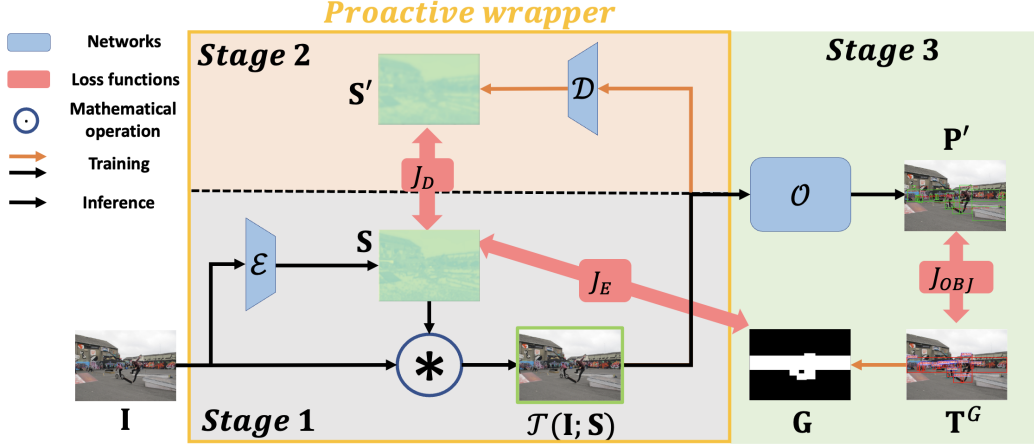 Proactive wrapper
Networks
Loss functions
Mathematical
operation
Training
Inference
Stage 2
S′
𝒟
J_D
S
ℰ
J_E
*
I
Stage 1
𝒯(I; S)
Stage 3
P′
𝒪
J_OBJ
G
T^G